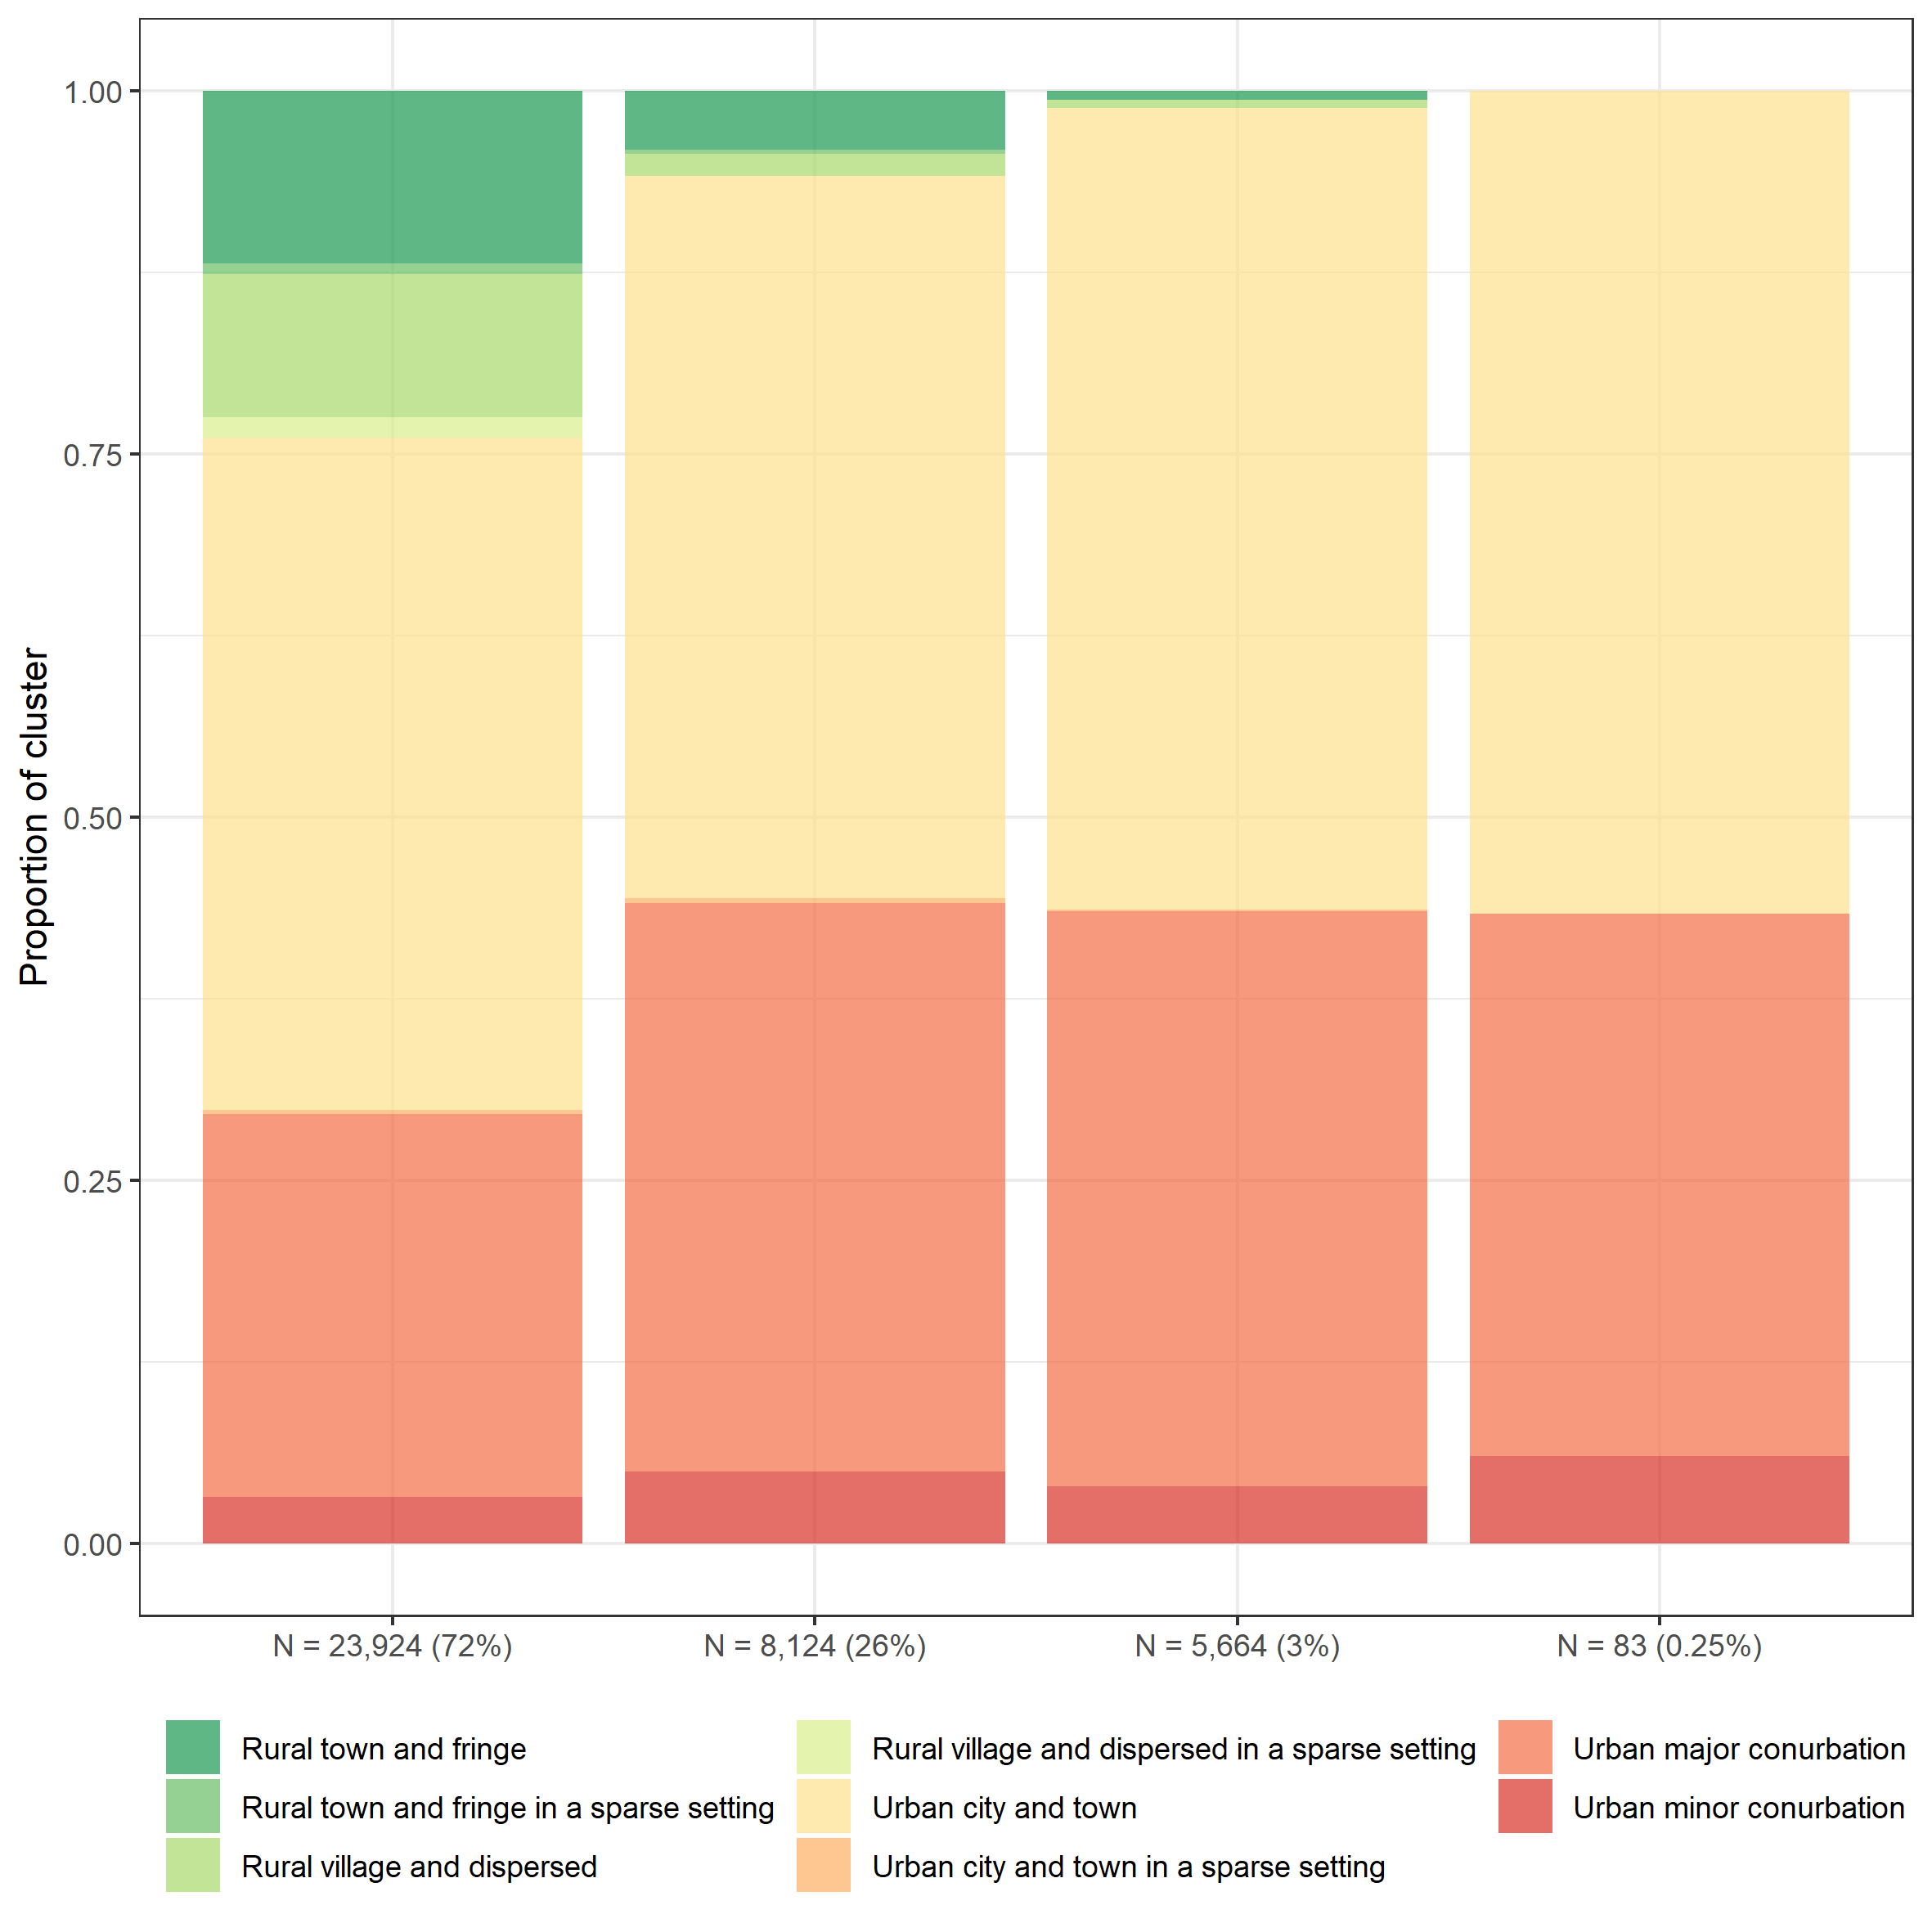 Proportion of cluster
1.00
0.75
0.50
0.25
0.00
N = 23,924 (72%)
N = 8,124 (26%)
N = 5,664 (3%)
N = 83 (0.25%)
Rural town and fringe
Rural town and fringe in a sparse setting
Rural village and dispersed
Rural village and dispersed in a sparse setting
Urban city and town
Urban city and town in a sparse setting
Urban major conurbation
Urban minor conurbation